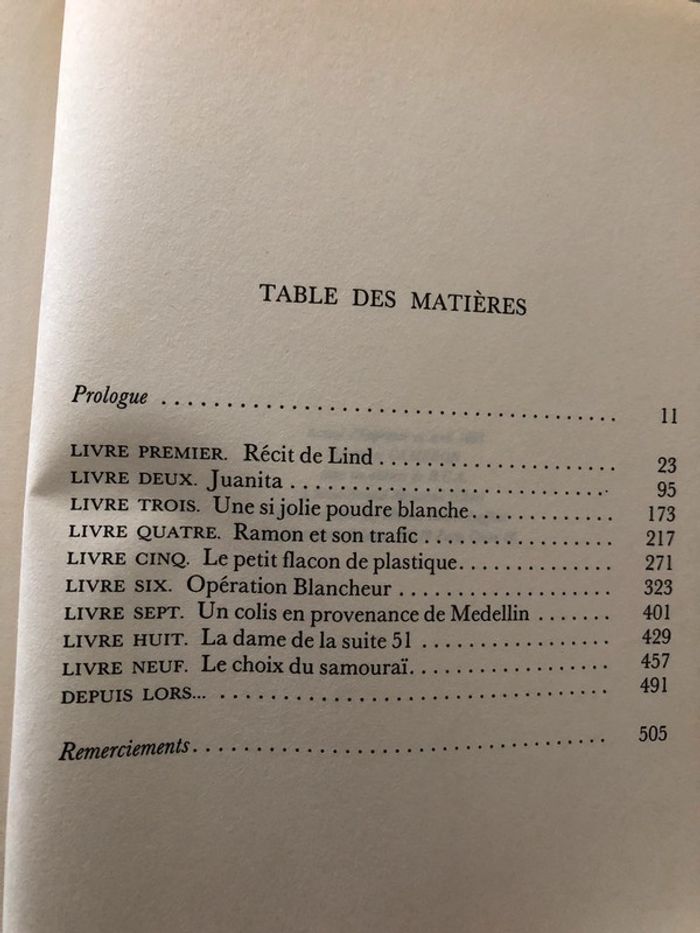 TABLE DES MATIÈRES
Prologue .......................................... 11
LIVRE PREMIER. Récit de Lind .................... 23
LIVRE DEUX. Juanita ............................. 95
LIVRE TROIS. Une si jolie poudre blanche............ 173
LIVRE QUATRE. Ramon et son trafic ................ 217
LIVRE CINQ. Le petit flacon de plastique............. 271
LIVRE SIX. Opération Blancheur .................. 323
LIVRE SEPT. Un colis en provenance de Medellin ....... 401
LIVRE HUIT. La dame de la suite 51 ................ 429
LIVRE NEUF. Le choix du samouraï................. 457
DEPUIS LORS... .................................. 491
Remerciements.................................... 505